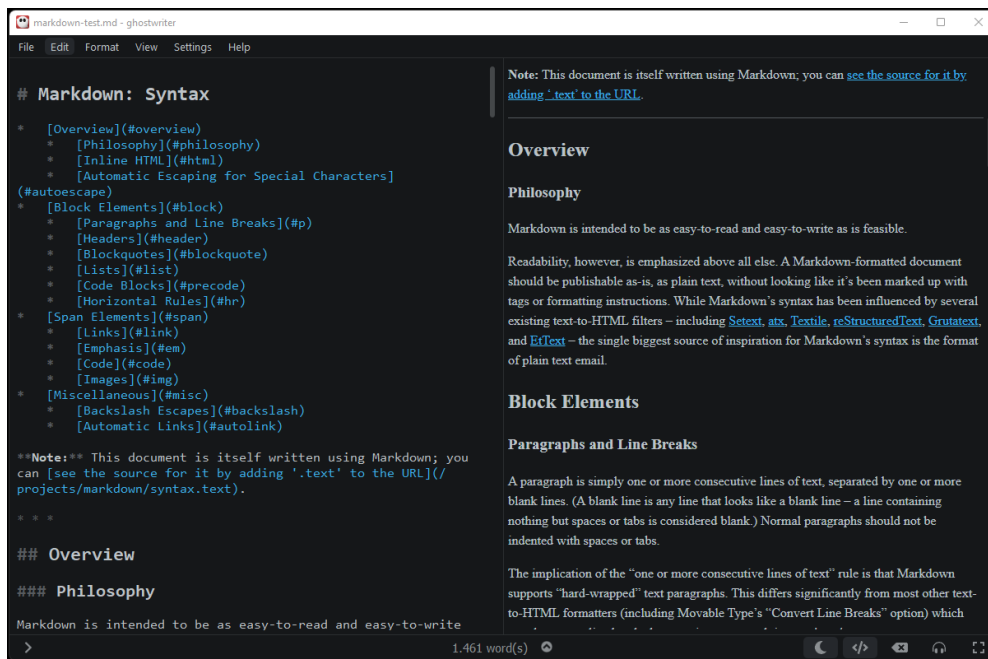 markdown-test.md - ghostwriter
File Edit Format View Settings Help
# Markdown: Syntax
* [Overview](#overview)
* [Philosophy](#philosophy)
* [Inline HTML](#html)
* [Automatic Escaping for Special Characters]
(#autoescape)
* [Block Elements](#block)
* [Paragraphs and Line Breaks](#p)
* [Headers](#header)
* [Blockquotes](#blockquote)
* [Lists](#list)
* [Code Blocks](#precode)
* [Horizontal Rules](#hr)
* [Span Elements](#span)
* [Links](#link)
* [Emphasis](#em)
* [Code](#code)
* [Images](#img)
* [Miscellaneous](#misc)
* [Backslash Escapes](#backslash)
* [Automatic Links](#autolink)
**Note:** This document is itself written using Markdown; you
can [see the source for it by adding '.text' to the URL](/
projects/markdown/syntax.text).
* * *
## Overview
### Philosophy
Markdown is intended to be as easy-to-read and easy-to-write
Note: This document is itself written using Markdown; you can see the source for it by
adding ‘.text’ to the URL.
Overview
Philosophy
Markdown is intended to be as easy-to-read and easy-to-write as is feasible.
Readability, however, is emphasized above all else. A Markdown-formatted document
should be publishable as-is, as plain text, without looking like it’s been marked up with
tags or formatting instructions. While Markdown’s syntax has been influenced by several
existing text-to-HTML filters – including Setext, atx, Textile, reStructuredText, Grutatext,
and EtText – the single biggest source of inspiration for Markdown’s syntax is the format
of plain text email.
Block Elements
Paragraphs and Line Breaks
A paragraph is simply one or more consecutive lines of text, separated by one or more
blank lines. (A blank line is any line that looks like a blank line – a line containing
nothing but spaces or tabs is considered blank.) Normal paragraphs should not be
indented with spaces or tabs.
The implication of the “one or more consecutive lines of text” rule is that Markdown
supports “hard-wrapped” text paragraphs. This differs significantly from most other text-
to-HTML formatters (including Movable Type’s “Convert Line Breaks” option) which
1.461 word(s)